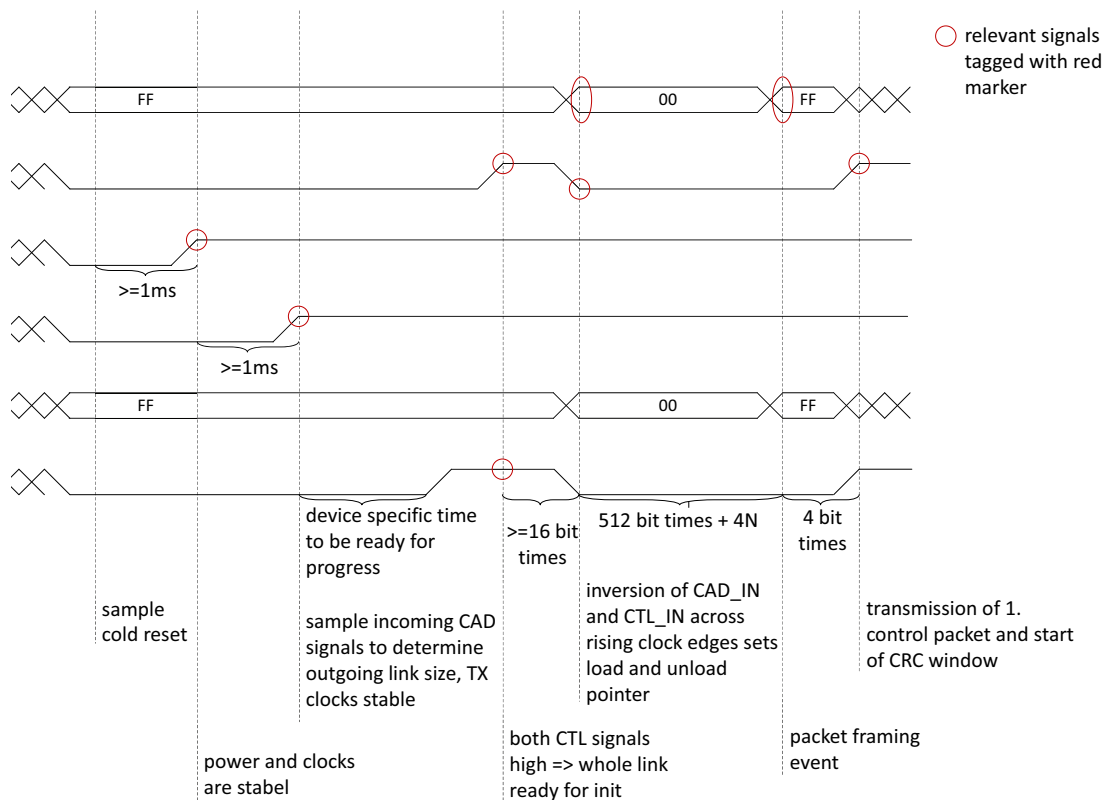 relevant signals
tagged with red
marker
FF
00
FF
>=1ms
>=1ms
FF
00
FF
device specific time
to be ready for
progress
>=16 bit
times
512 bit times + 4N
4 bit
times
sample
cold reset
sample incoming CAD
signals to determine
outgoing link size, TX
clocks stable
inversion of CAD_IN
and CTL_IN across
rising clock edges sets
load and unload
pointer
transmission of 1.
control packet and start
of CRC window
power and clocks
are stabel
both CTL signals
high => whole link
ready for init
packet framing
event